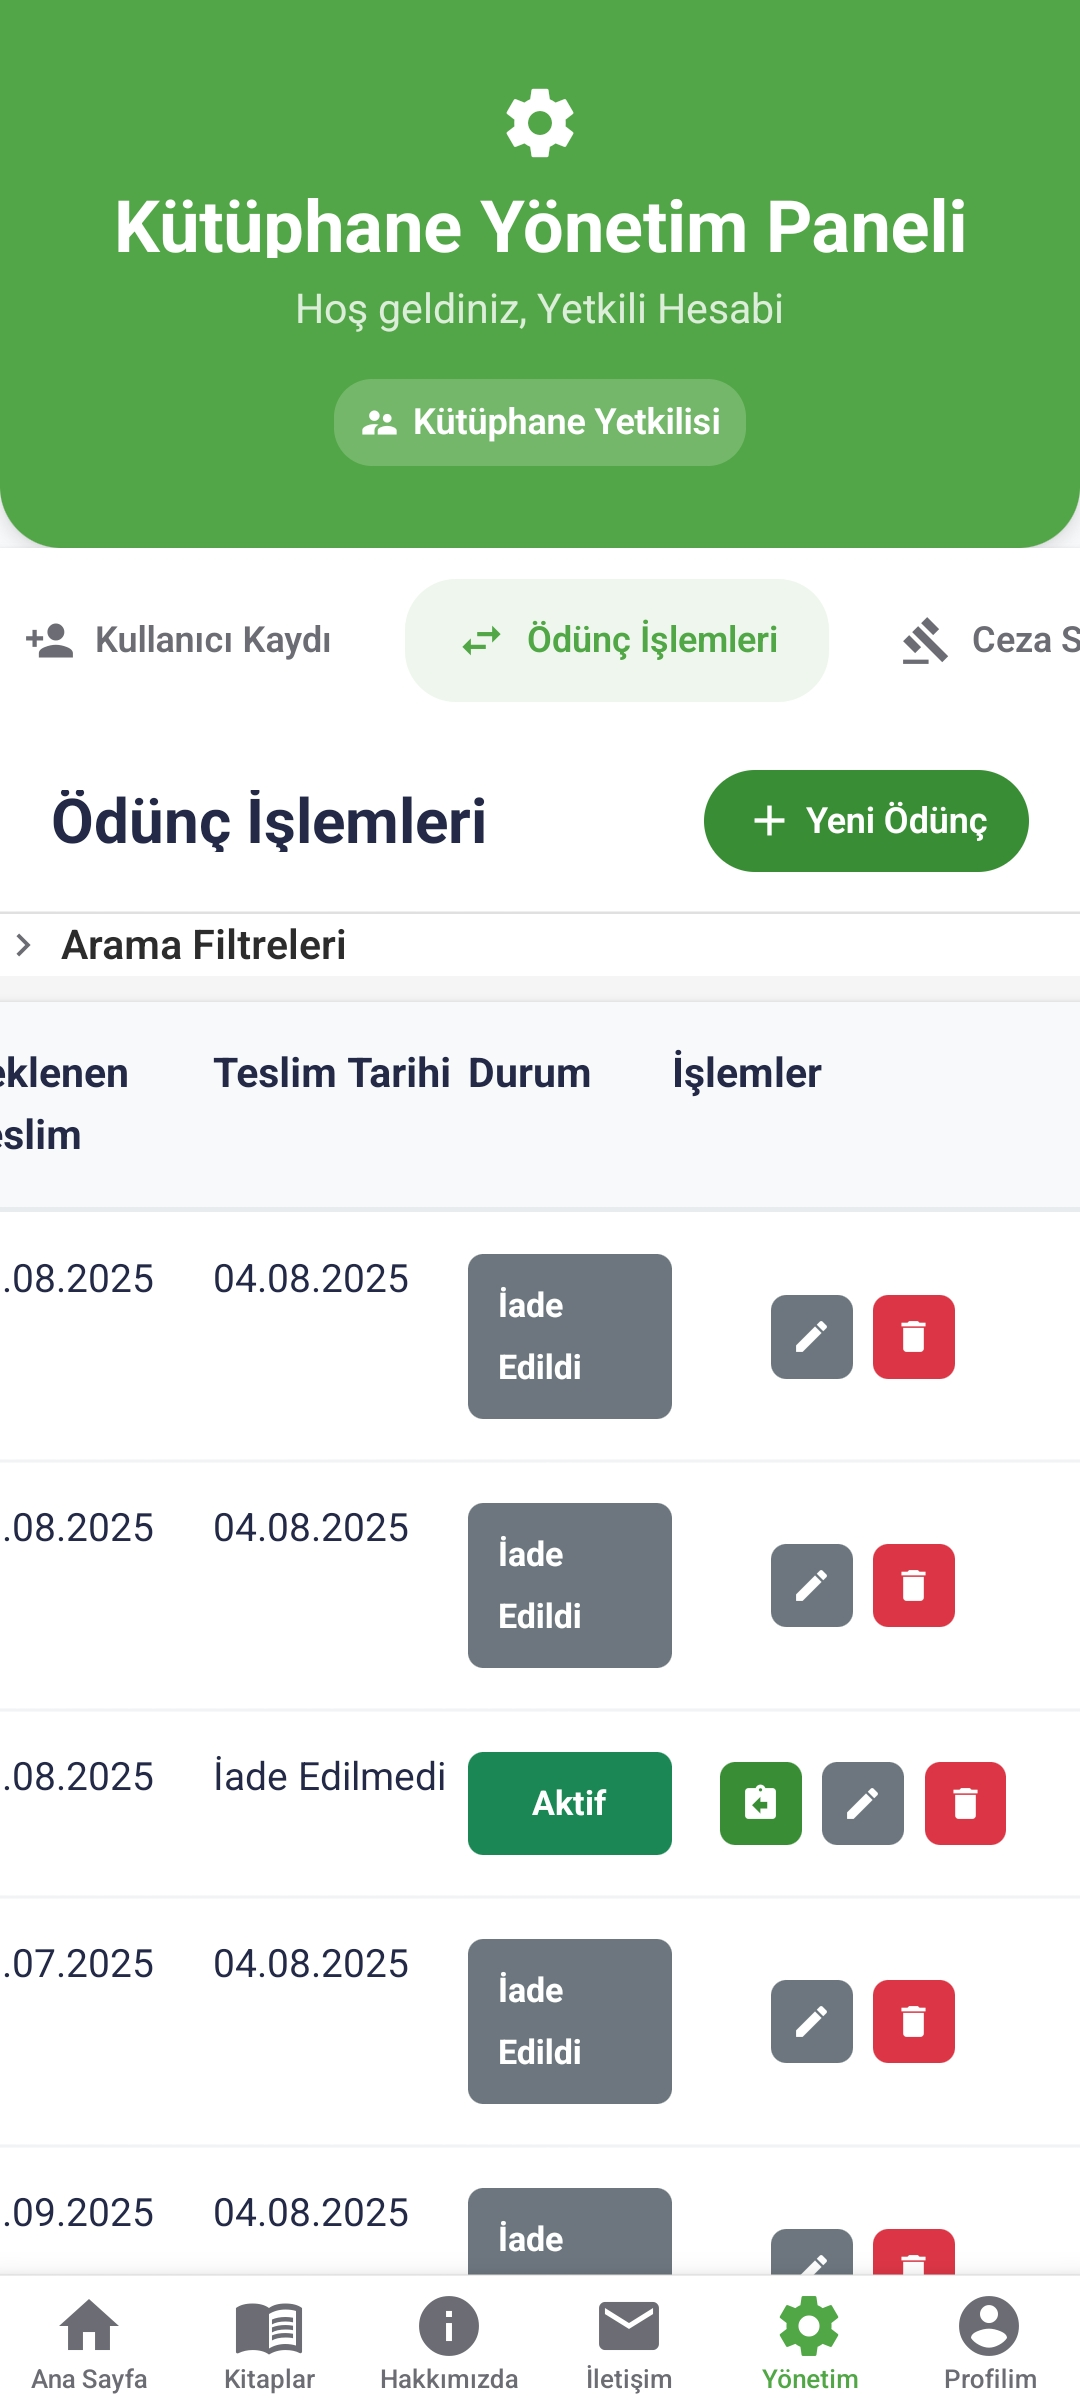 Kütüphane Yönetim Paneli
Hoş geldiniz, Yetkili Hesabi
Kütüphane Yetkilisi
Kullanıcı Kaydı
Ödünç İşlemleri
Ceza S
Ödünç İşlemleri
+ Yeni Ödünç
Arama Filtreleri
eklenen Teslim Tarihi Durum İşlemler
eslim
.08.2025 04.08.2025 İade
Edildi
.08.2025 04.08.2025 İade
Edildi
.08.2025 İade Edilmedi Aktif
.07.2025 04.08.2025 İade
Edildi
.09.2025 04.08.2025 İade
Ana Sayfa Kitaplar Hakkımızda İletişim Yönetim Profilim